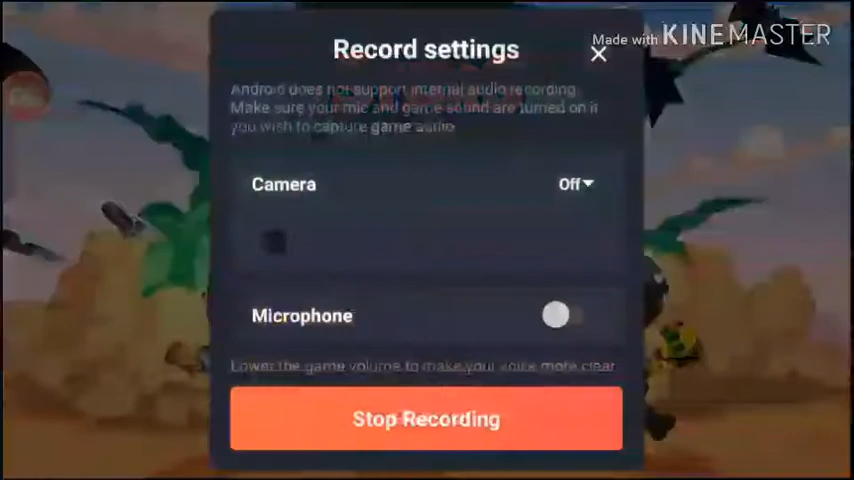 Made with KINEMASTER
Record settings
Android does not support internal audio recording.
Make sure your mic and game sound are turned on if
you wish to capture game audio
Camera
Off
Microphone
Lower the game volume to make your voice more clear
Stop Recording